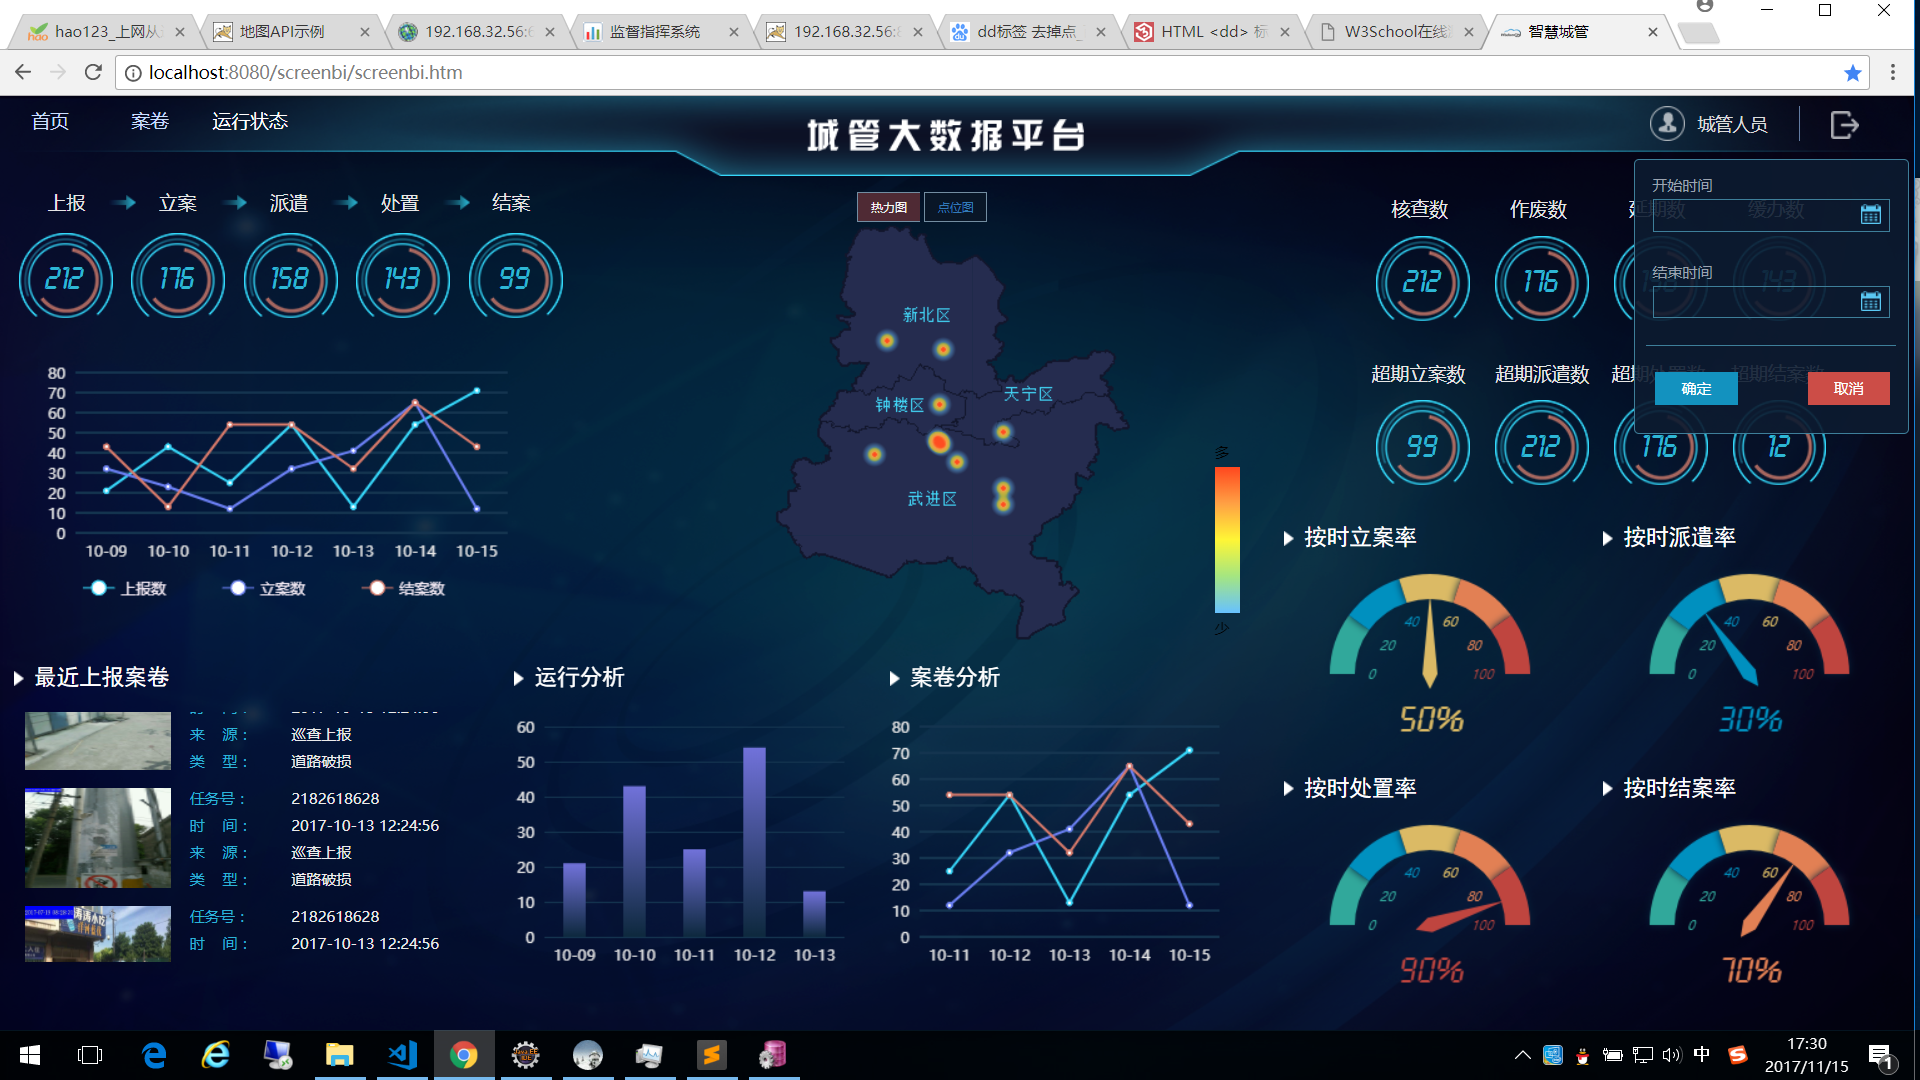 hao123_上网从
地图API示例
192.168.32.56:6
监督指挥系统
192.168.32.56:8
dd标签 去掉点_
HTML <dd> 标
W3School在线
智慧城管
localhost:8080/screenbi/screenbi.htm
首页 案卷 运行状态
城管大数据平台
城管人员
上报 立案 派遣 处置 结案
212 176 158 143 99
80
70
60
50
40
30
20
10
0
10-09 10-10 10-11 10-12 10-13 10-14 10-15
上报数 立案数 结案数
热力图 点位图
新北区
天宁区
钟楼区
武进区
多
少
核查数 作废数 延期数 缓办数
212 176 158 143
开始时间
结束时间
确定 取消
超期立案数 超期派遣数 超期处置数 超期结案数
99 212 176 12
最近上报案卷
来 源：
巡查上报
类 型：
道路破损
任务号：
2182618628
时 间：
2017-10-13 12:24:56
来 源：
巡查上报
类 型：
道路破损
任务号：
2182618628
时 间：
2017-10-13 12:24:56
运行分析
60
50
40
30
20
10
0
10-09 10-10 10-11 10-12 10-13
案卷分析
80
70
60
50
40
30
20
10
0
10-11 10-12 10-13 10-14 10-15
按时立案率
0 20 40 60 80 100
50%
按时派遣率
0 20 40 60 80 100
30%
按时处置率
0 20 40 60 80 100
90%
按时结案率
0 20 40 60 80 100
70%
中
17:30
2017/11/15
1